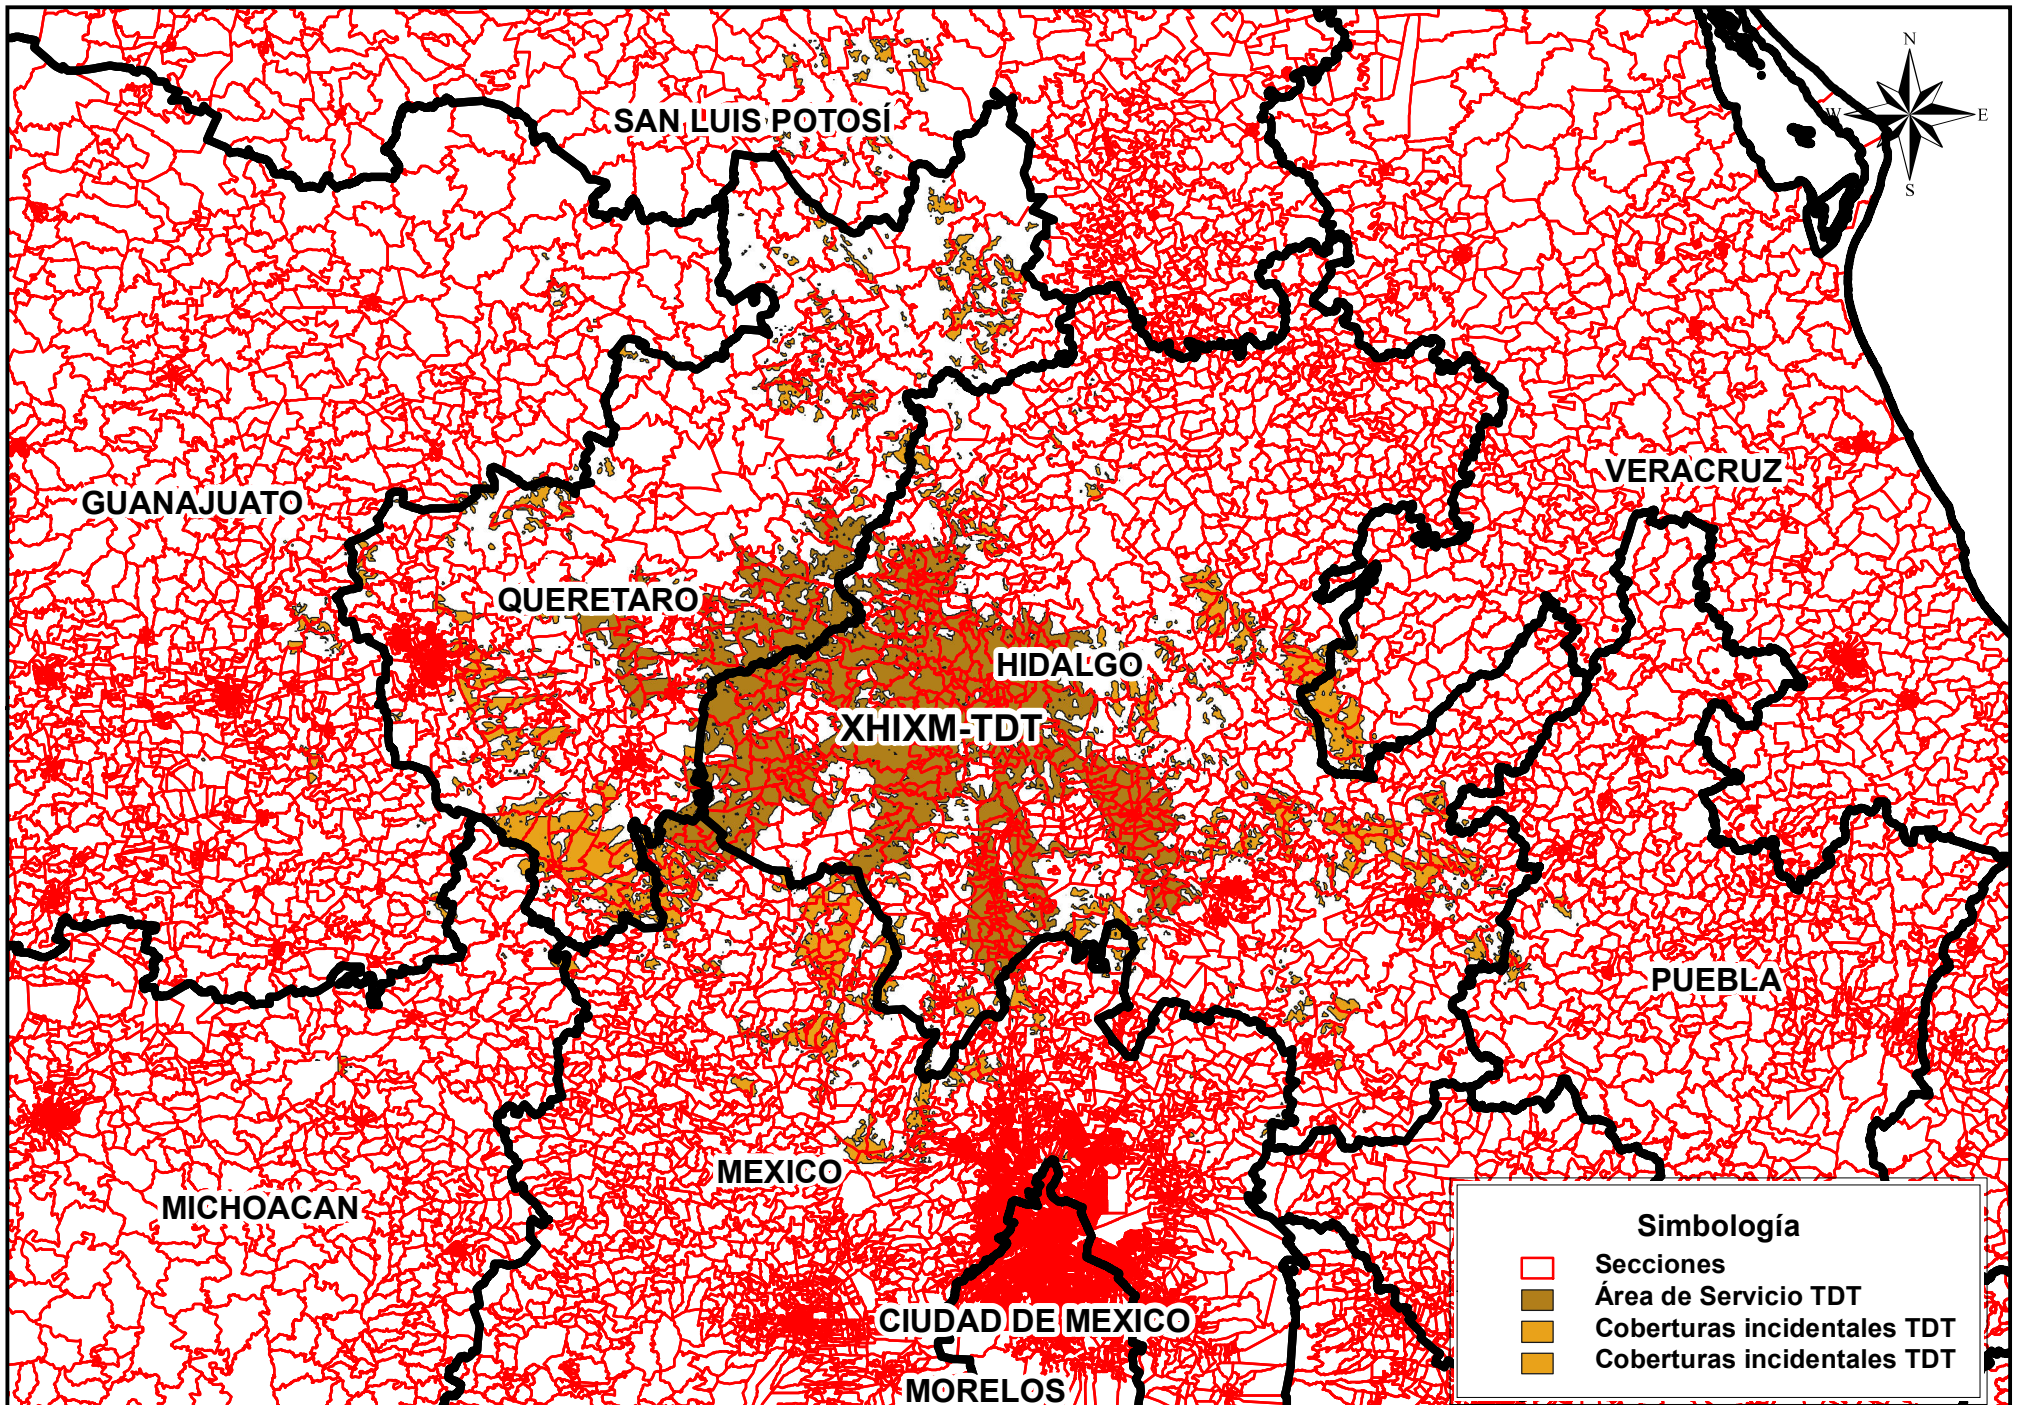 N
W
E
S
SAN LUIS POTOSÍ
GUANAJUATO
VERACRUZ
QUERETARO
HIDALGO
XHIXM-TDT
PUEBLA
MEXICO
MICHOACAN
CIUDAD DE MEXICO
MORELOS
Simbología
Secciones
Área de Servicio TDT
Coberturas incidentales TDT
Coberturas incidentales TDT